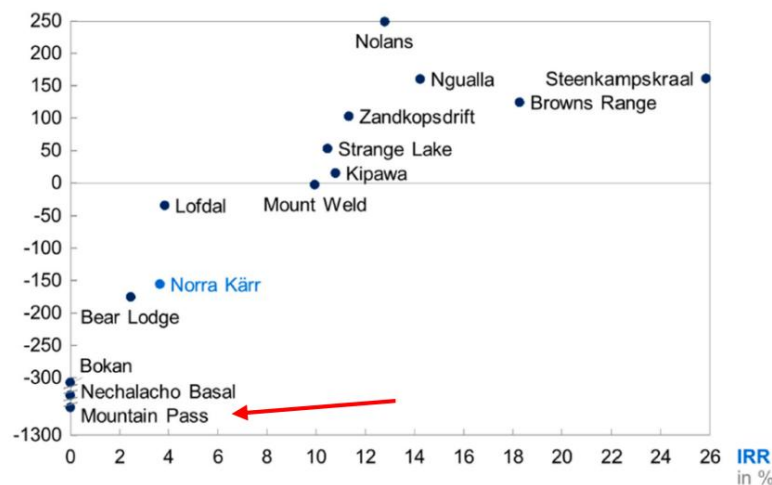 250
Nolans
200
150
Ngualla
Steenkampskraal
Browns Range
100
Zandkopsdrift
50
Strange Lake
Kipawa
0
Mount Weld
-50
Lofdal
-100
-150
Norra Kärr
-200
Bear Lodge
-250
Bokan
-300
Nechalacho Basal
Mountain Pass
-1300
0 2 4 6 8 10 12 14 16 18 20 22 24 26
IRR
in %